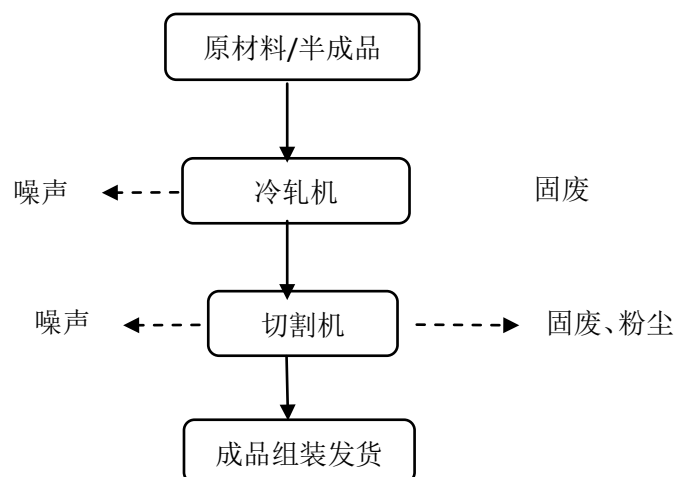 原材料/半成品
噪声 冷轧机 固废
噪声 切割机 固废、粉尘
成品组装发货